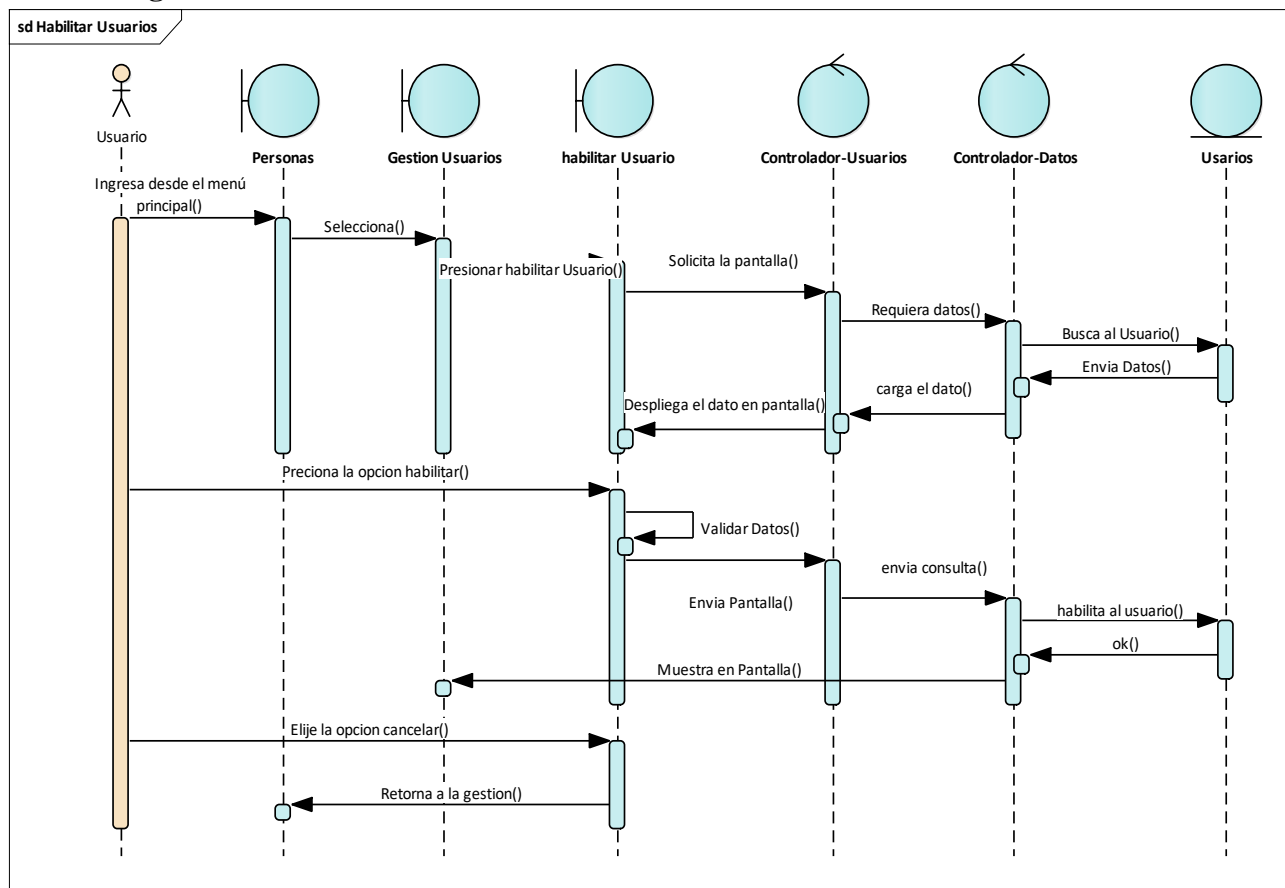 sd Habilitar Usuarios
Usuario
Personas
Gestion Usuarios
habilitar Usuario
Controlador-Usuarios
Controlador-Datos
Usarios
Ingresa desde el menú
principal()
Selecciona()
Presionar habilitar Usuario()
Solicita la pantalla()
Requiera datos()
Busca al Usuario()
Envia Datos()
carga el dato()
Despliega el dato en pantalla()
Preciona la opcion habilitar()
Validar Datos()
Envia Pantalla()
envia consulta()
habilita al usuario()
ok()
Muestra en Pantalla()
Elije la opcion cancelar()
Retorna a la gestion()